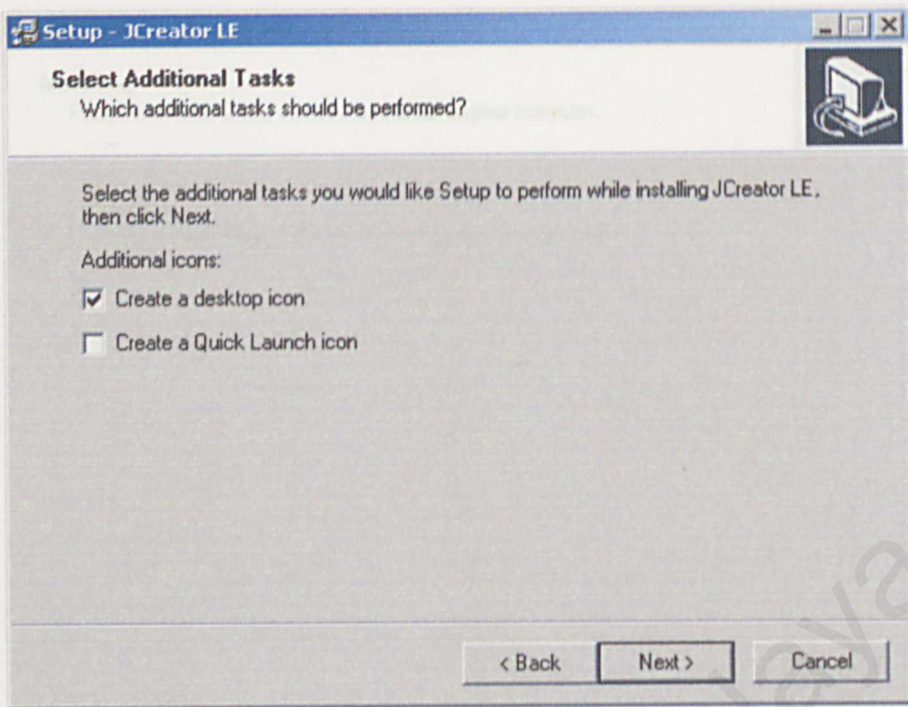 Setup - JCreator LE
Select Additional Tasks
Which additional tasks should be performed?
Select the additional tasks you would like Setup to perform while installing JCreator LE,
then click Next.
Additional icons:
Create a desktop icon
Create a Quick Launch icon
< Back
Next >
Cancel